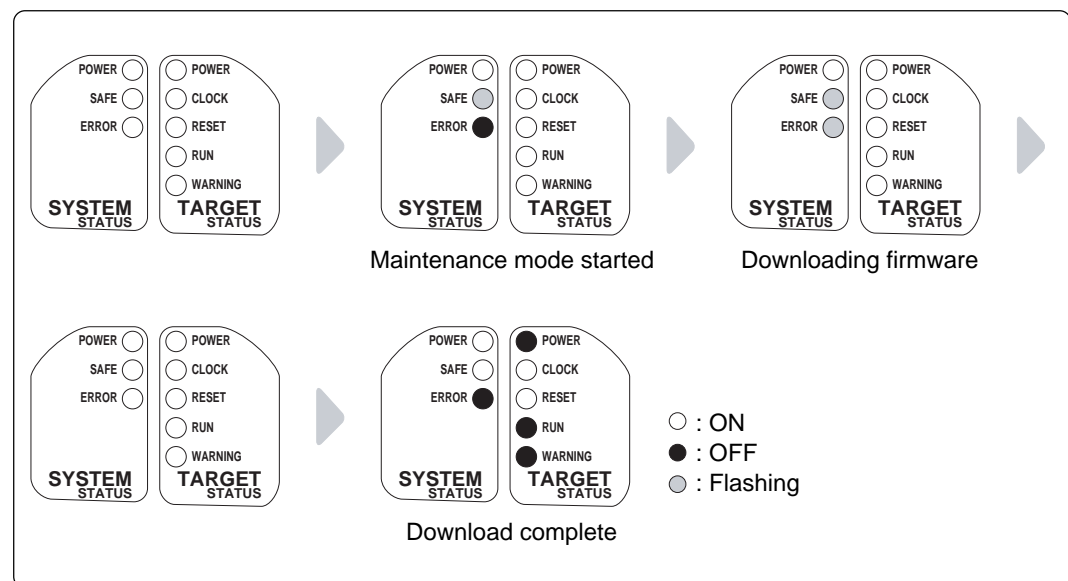 POWER POWER
SAFE CLOCK
ERROR RESET
RUN
WARNING
SYSTEM STATUS TARGET STATUS
POWER POWER
SAFE CLOCK
ERROR RESET
RUN
WARNING
SYSTEM STATUS TARGET STATUS
Maintenance mode started
POWER POWER
SAFE CLOCK
ERROR RESET
RUN
WARNING
SYSTEM STATUS TARGET STATUS
Downloading firmware
POWER POWER
SAFE CLOCK
ERROR RESET
RUN
WARNING
SYSTEM STATUS TARGET STATUS
POWER POWER
SAFE CLOCK
ERROR RESET
RUN
WARNING
SYSTEM STATUS TARGET STATUS
Download complete
: ON
: OFF
: Flashing